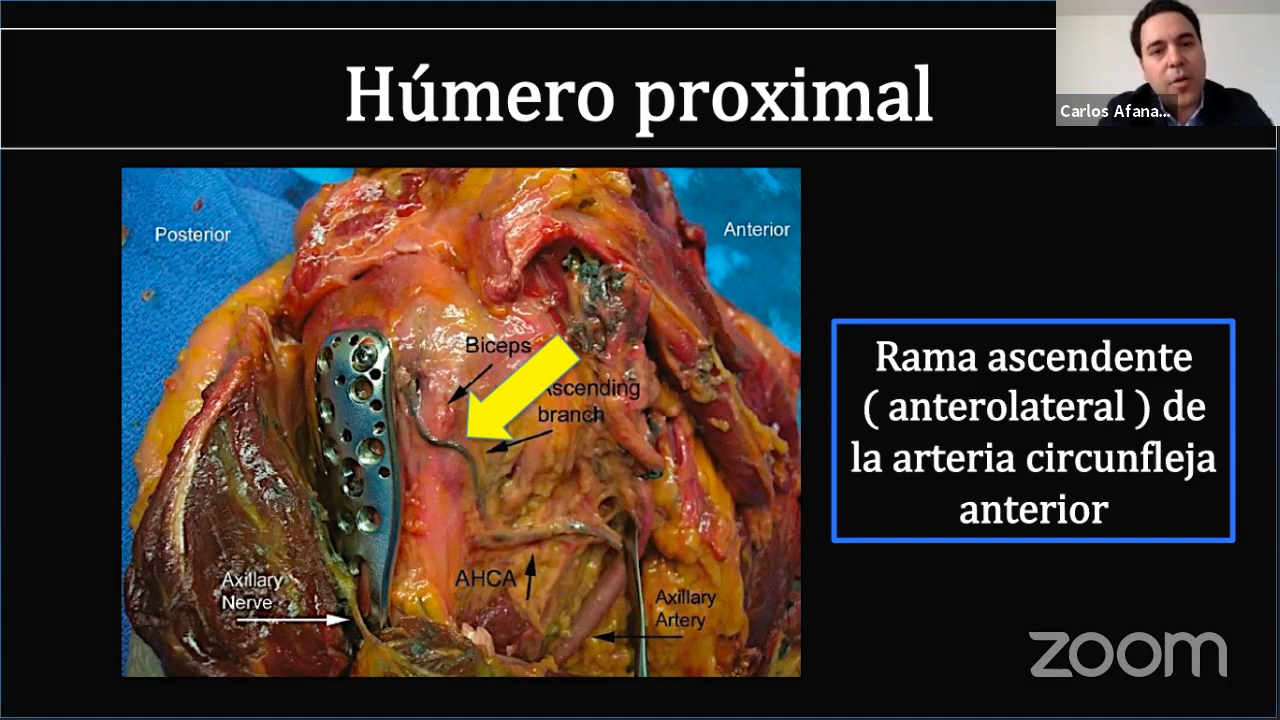 Húmero proximal
Carlos Afana...
Posterior
Anterior
Biceps
Ascending
branch
AHCA
Axillary
Nerve
Axillary
Artery
Rama ascendente
( anterolateral ) de
la arteria circunfleja
anterior
zoom